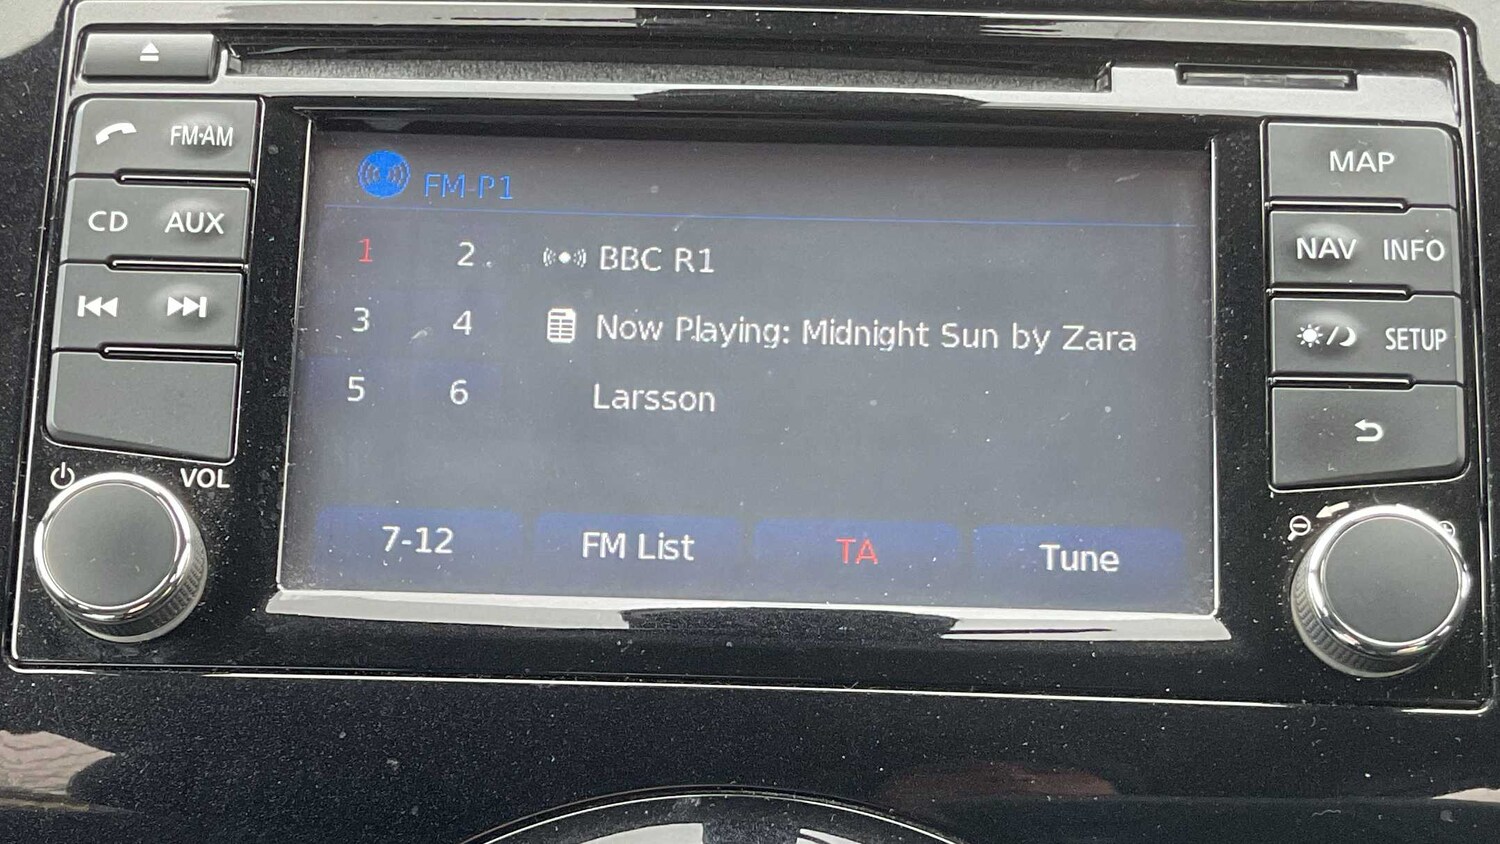 FM·AM
CD AUX
VOL
FM-P1
1 2 BBC R1
3 4 Now Playing: Midnight Sun by Zara
5 6 Larsson
7-12 FM List TA Tune
MAP
NAV INFO
SETUP